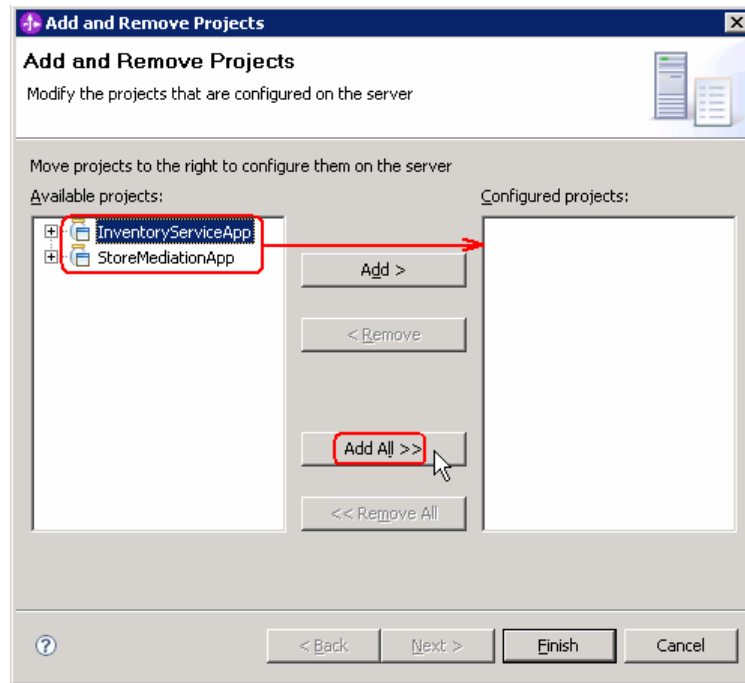 Add and Remove Projects
Add and Remove Projects
Modify the projects that are configured on the server
Move projects to the right to configure them on the server
Available projects:
Configured projects:
InventoryServiceApp
StoreMediationApp
Add >
< Remove
Add All >>
<< Remove All
?
< Back
Next >
Finish
Cancel